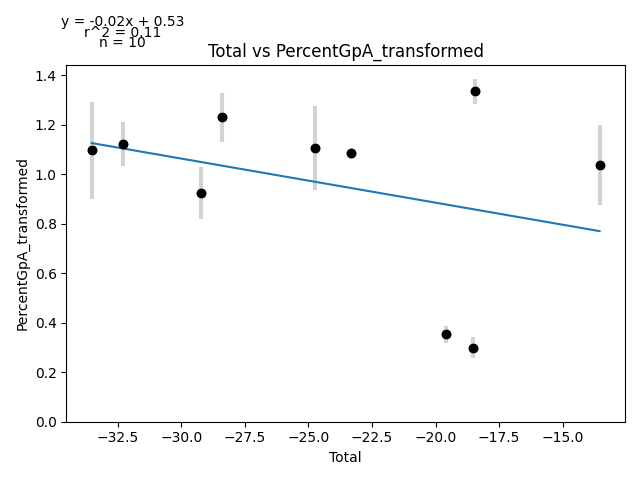 y = -0.02x + 0.53
r^2 = 0.11
n = 10
Total vs PercentGpA_transformed
PercentGpA_transformed
1.4
1.2
1.0
0.8
0.6
0.4
0.2
0.0
−32.5 −30.0 −27.5 −25.0 −22.5 −20.0 −17.5 −15.0
Total